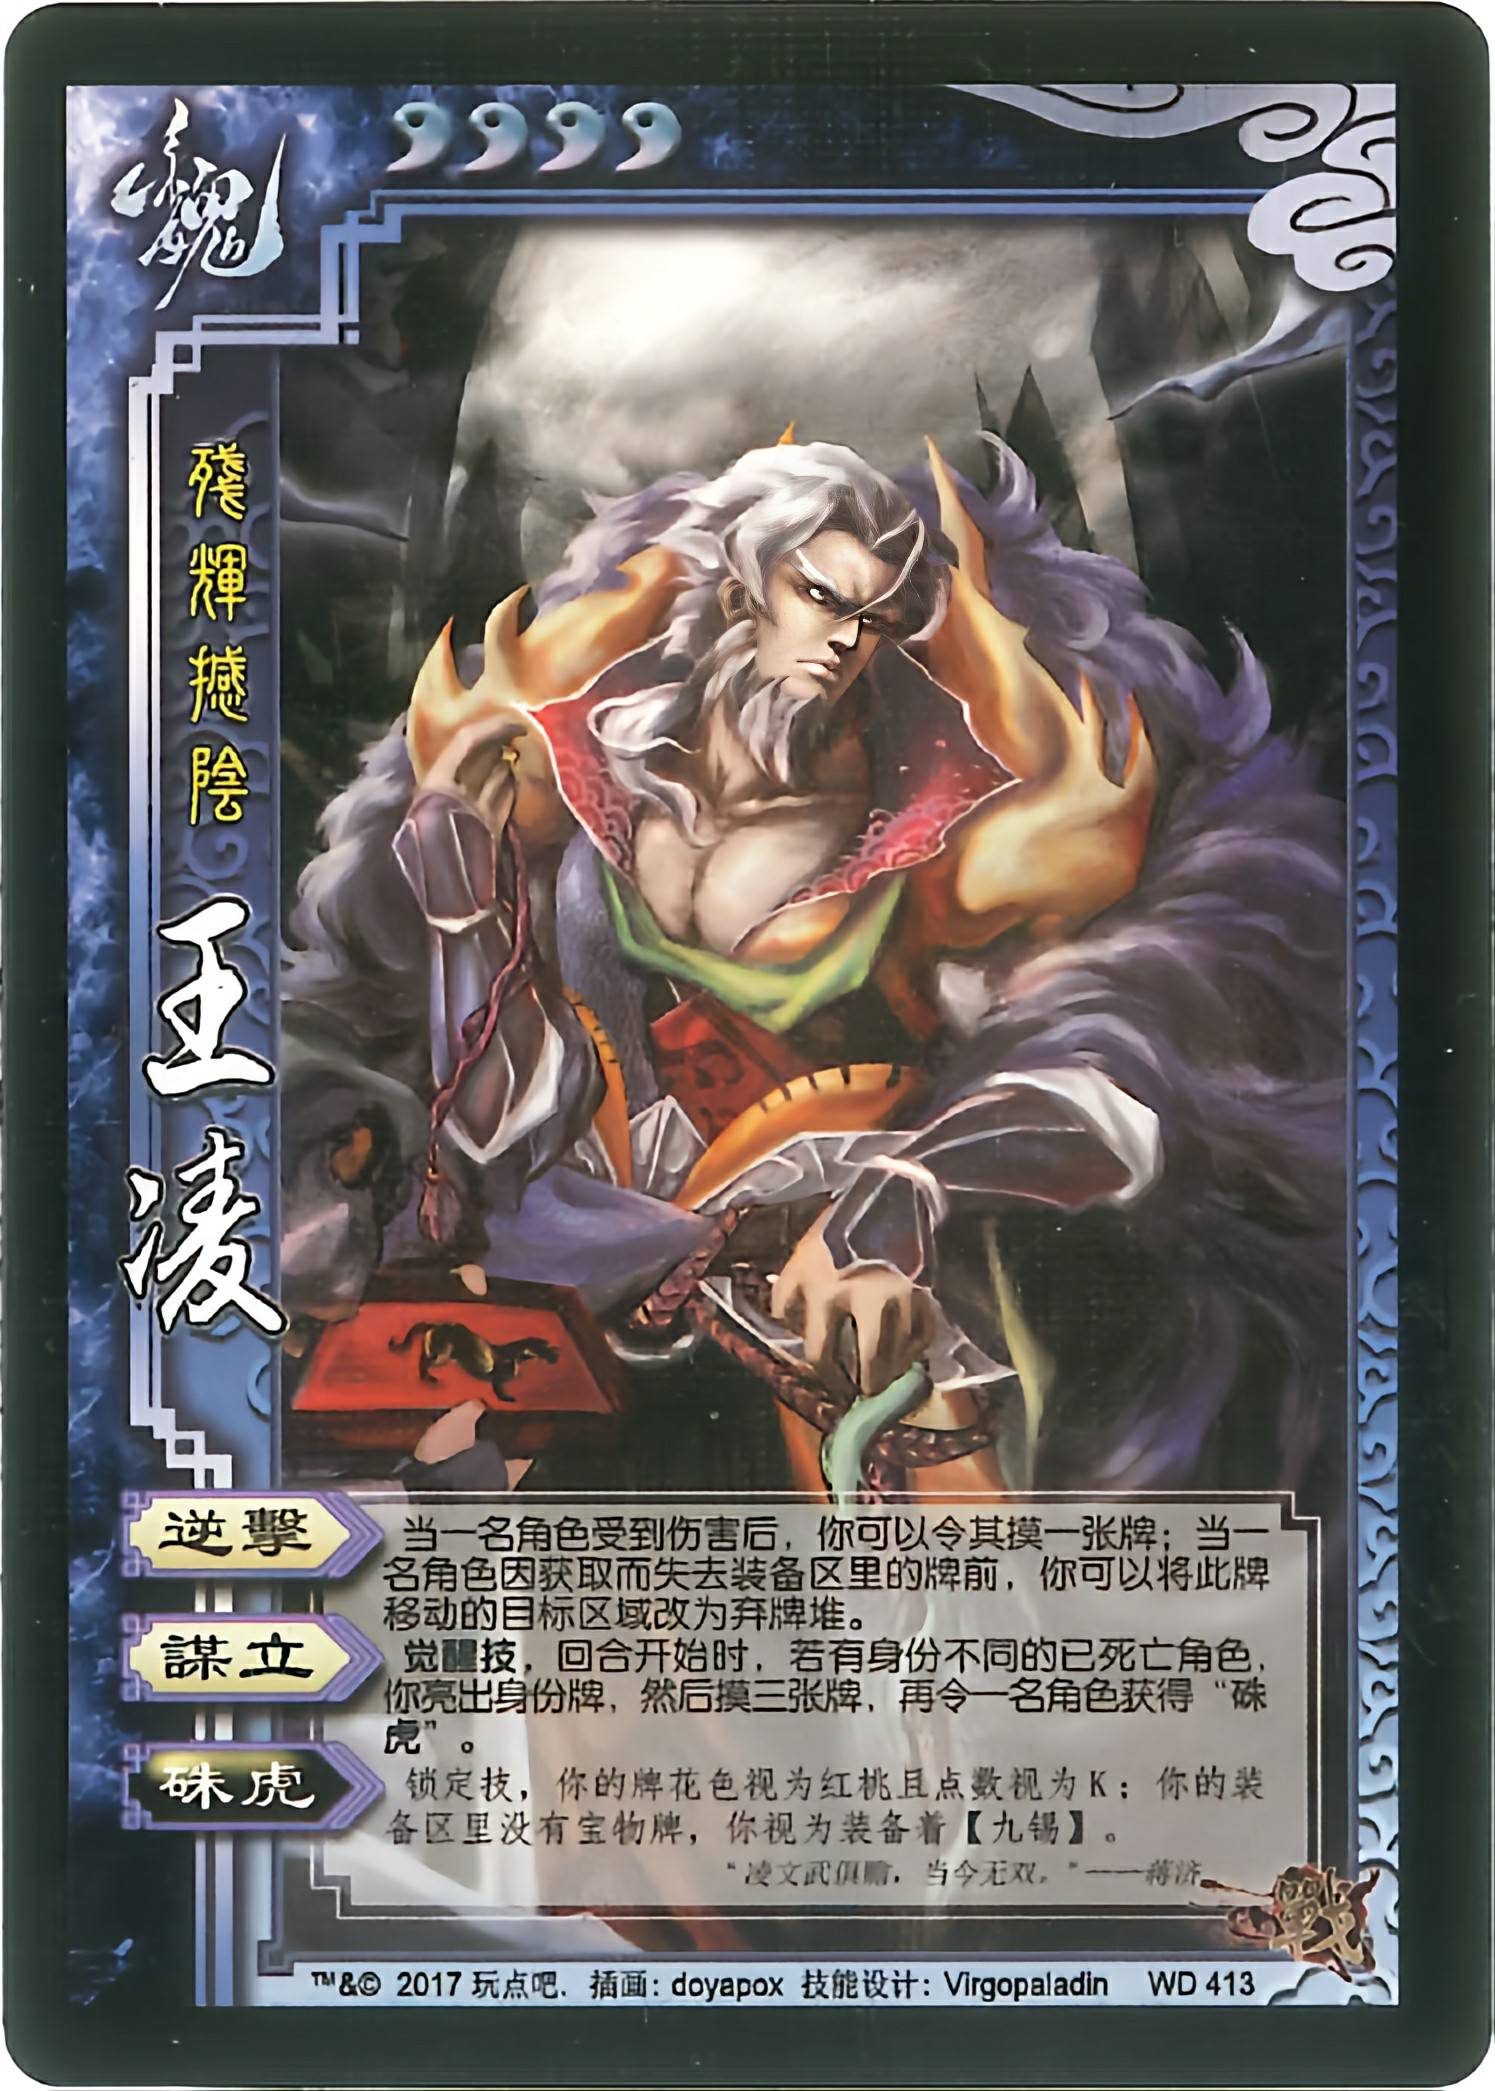 魏
殘輝撼陰
王凌
逆擊
当一名角色受到伤害后，你可以令其摸一张牌；当一
名角色因获取而失去装备区里的牌前，你可以将此牌
移动的目标区域改为弃牌堆。
謀立
觉醒技，回合开始时，若有身份不同的已死亡角色，
你亮出身份牌，然后摸三张牌，再令一名角色获得“硃
虎”。
硃虎
锁定技，你的牌花色视为红桃且点数视为K；你的装
备区里没有宝物牌，你视为装备着【九锡】。
“凌文武俱赡，当今无双。”——蒋济
戰
™&© 2017 玩点吧. 插画: doyapox 技能设计: Virgopaladin WD 413